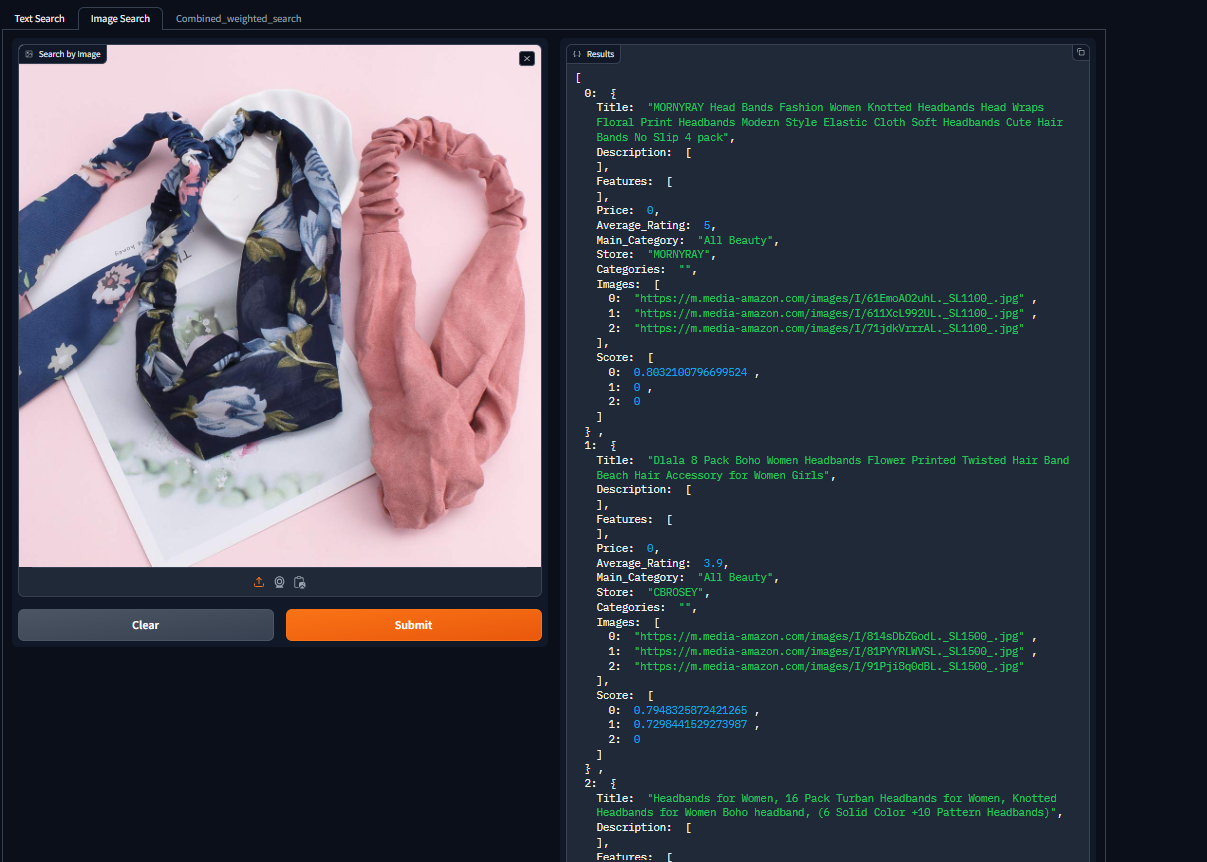 Text Search
Image Search
Combined_weighted_search
Search by Image
Clear
Submit
Results
[
0: {
Title: "MORNYRAY Head Bands Fashion Women Knotted Headbands Head Wraps
Floral Print Headbands Modern Style Elastic Cloth Soft Headbands Cute Hair
Bands No Slip 4 pack",
Description: [
],
Features: [
],
Price: 0,
Average_Rating: 5,
Main_Category: "All Beauty",
Store: "MORNYRAY",
Categories: "",
Images: [
0: "https://m.media-amazon.com/images/I/61EmoAO2uhL._SL1100_.jpg" ,
1: "https://m.media-amazon.com/images/I/611XcL992UL._SL1100_.jpg" ,
2: "https://m.media-amazon.com/images/I/71jdkVrrrAL._SL1100_.jpg"
],
Score: [
0: 0.8032100796699524 ,
1: 0 ,
2: 0
]
} ,
1: {
Title: "Dlala 8 Pack Boho Women Headbands Flower Printed Twisted Hair Band
Beach Hair Accessory for Women Girls",
Description: [
],
Features: [
],
Price: 0,
Average_Rating: 3.9,
Main_Category: "All Beauty",
Store: "CBROSEY",
Categories: "",
Images: [
0: "https://m.media-amazon.com/images/I/814sDbZGodL._SL1500_.jpg" ,
1: "https://m.media-amazon.com/images/I/81PYYRLWVSL._SL1500_.jpg" ,
2: "https://m.media-amazon.com/images/I/91Pji8q0dBL._SL1500_.jpg"
],
Score: [
0: 0.7948325872421265 ,
1: 0.7298441529273987 ,
2: 0
]
} ,
2: {
Title: "Headbands for Women, 16 Pack Turban Headbands for Women, Knotted
Headbands for Women Boho headband, (6 Solid Color +10 Pattern Headbands)",
Description: [
],
Features: [